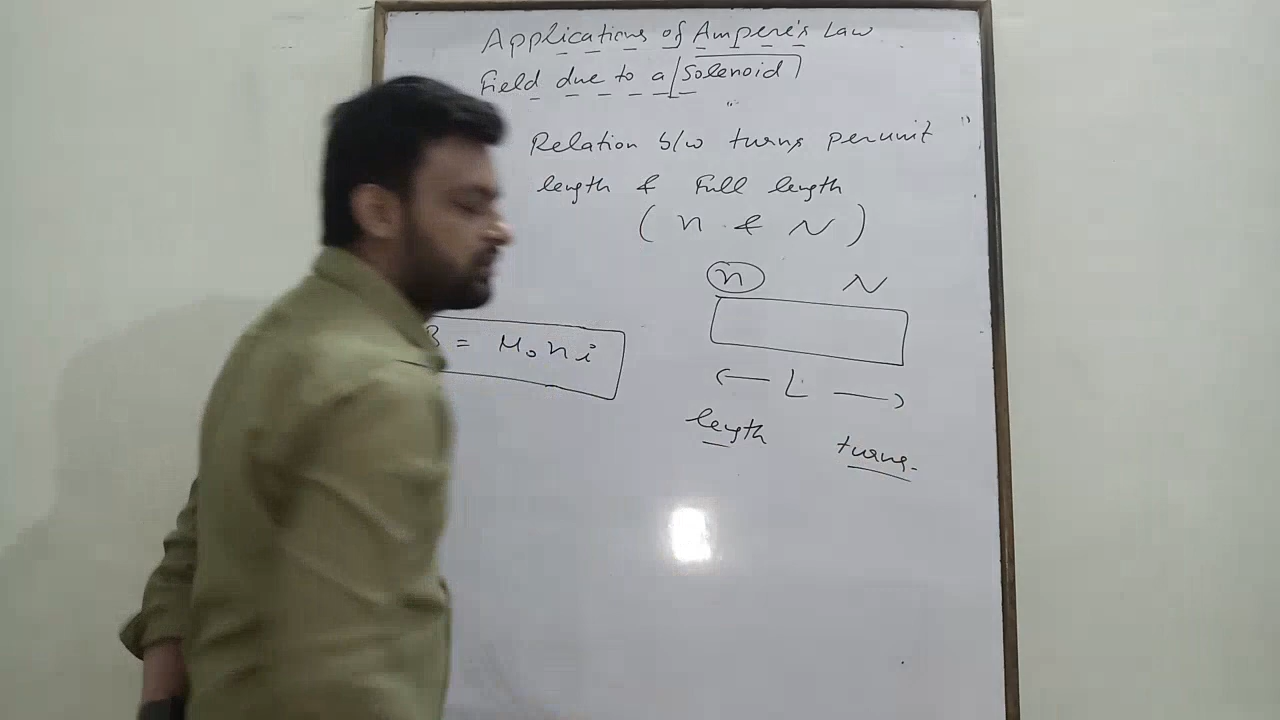 Applications of Ampere's Law
Field due to a Solenoid
Relation b/w turns per unit "
length & Full length
( n & N )
n N
B = μ₀ n i
L
length turns.